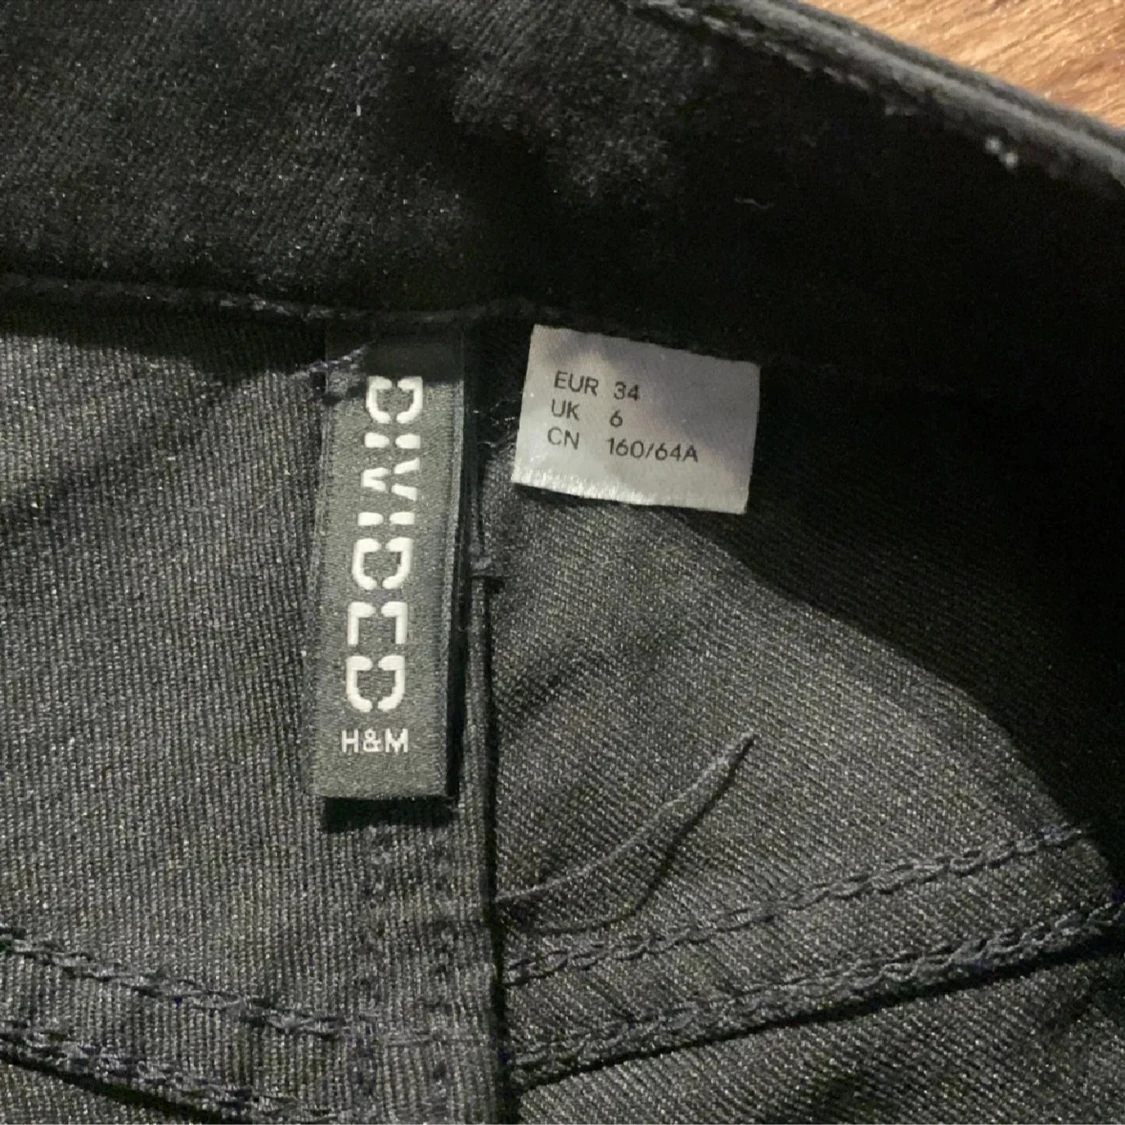 DIVIDED
H&M
EUR 34
UK 6
CN 160/64A